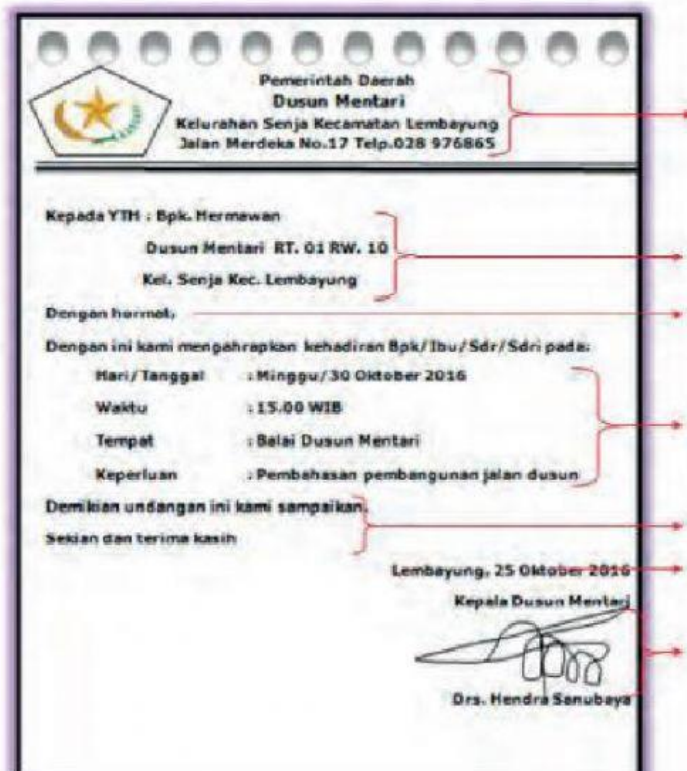 Pemerintah Daerah
Dusun Mentari
Kelurahan Senja Kecamatan Lembayung
Jalan Merdeka No.17 Telp.028 976865
Kepada YTH : Bpk. Hermawan
Dusun Mentari RT. 01 RW. 10
Kel. Senja Kec. Lembayung
Dengan hormat,
Dengan ini kami mengahrapkan kehadiran Bpk/Ibu/Sdr/Sdri pada:
Hari/Tanggal : Minggu/30 Oktober 2016
Waktu : 15.00 WIB
Tempat : Balai Dusun Mentari
Keperluan : Pembahasan pembangunan jalan dusun
Demikian undangan ini kami sampaikan.
Sekian dan terima kasih
Lembayung, 25 Oktober 2016
Kepala Dusun Mentari
Drs. Hendra Sanubaya